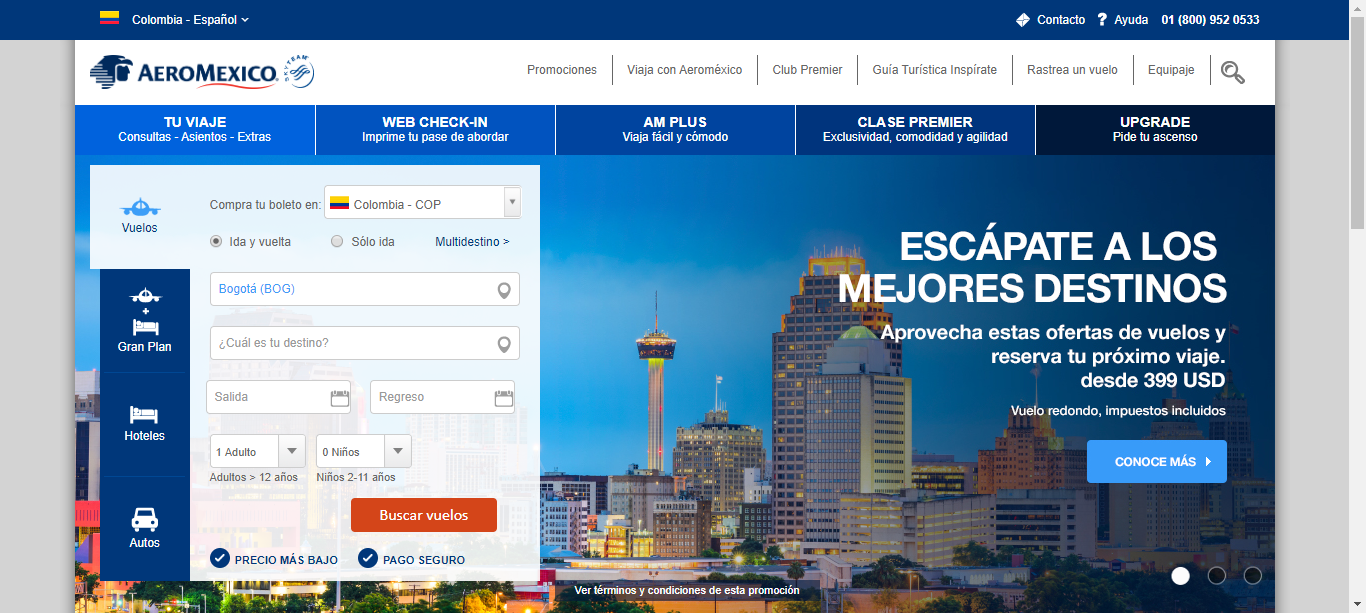 Colombia - Español
Contacto
Ayuda
01 (800) 952 0533
AEROMEXICO
SKYTEAM
Promociones
Viaja con Aeroméxico
Club Premier
Guía Turística Inspírate
Rastrea un vuelo
Equipaje
TU VIAJE
Consultas - Asientos - Extras
WEB CHECK-IN
Imprime tu pase de abordar
AM PLUS
Viaja fácil y cómodo
CLASE PREMIER
Exclusividad, comodidad y agilidad
UPGRADE
Pide tu ascenso
Vuelos
+
Gran Plan
Hoteles
Autos
Compra tu boleto en:
Colombia - COP
Ida y vuelta
Sólo ida
Multidestino >
Bogotá (BOG)
¿Cuál es tu destino?
Salida
Regreso
1 Adulto
0 Niños
Adultos > 12 años
Niños 2-11 años
Buscar vuelos
PRECIO MÁS BAJO
PAGO SEGURO
ESCÁPATE A LOS
MEJORES DESTINOS
Aprovecha estas ofertas de vuelos y
reserva tu próximo viaje.
desde 399 USD
Vuelo redondo, impuestos incluidos
CONOCE MÁS
Ver términos y condiciones de esta promoción